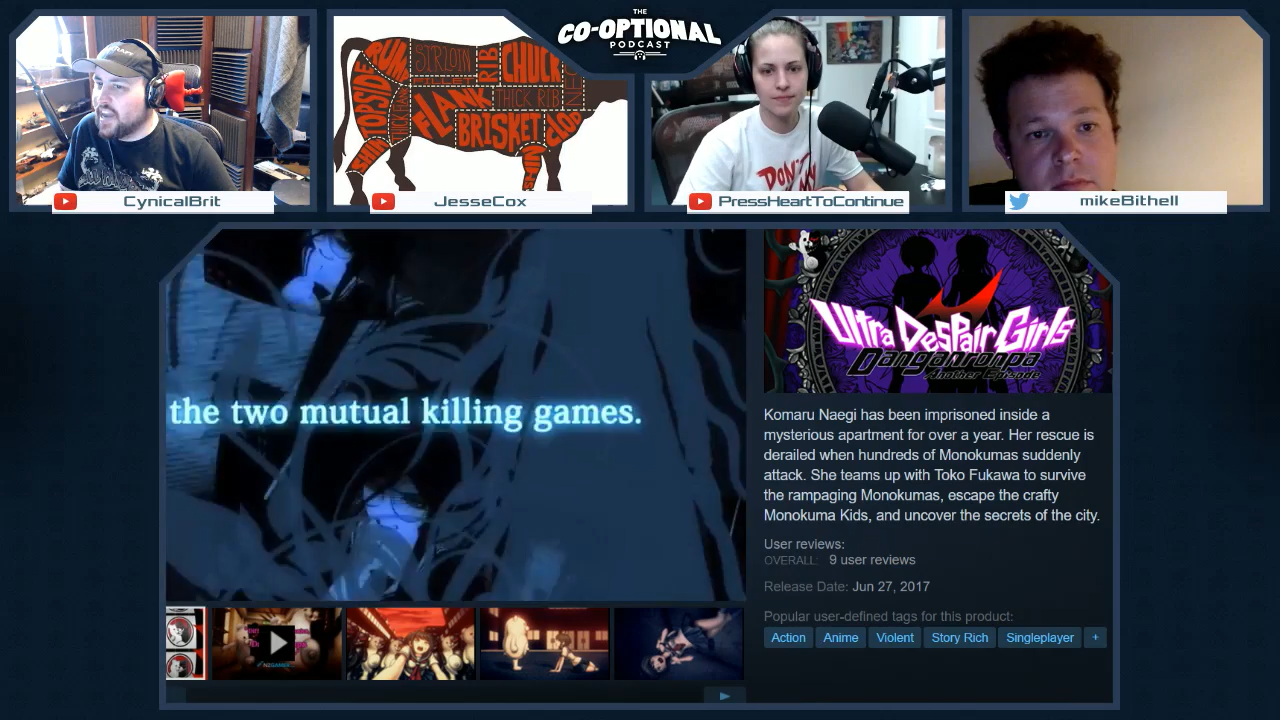 THE
CO-OPTIONAL
PODCAST
RUMP
SIRLOIN
RIB
CHUCK
FILLET
TOPSIDE
FLANK
THICK RIB
BRISKET
CLOD
SHIN
DON'T
CynicalBrit
JesseCox
PressHeartToContinue
mikeBithell
the two mutual killing games.
Ultra Despair Girls
Danganronpa
Another Episode
Komaru Naegi has been imprisoned inside a
mysterious apartment for over a year. Her rescue is
derailed when hundreds of Monokumas suddenly
attack. She teams up with Toko Fukawa to survive
the rampaging Monokumas, escape the crafty
Monokuma Kids, and uncover the secrets of the city.
User reviews:
OVERALL: 9 user reviews
Release Date: Jun 27, 2017
Popular user-defined tags for this product:
Action Anime Violent Story Rich Singleplayer +